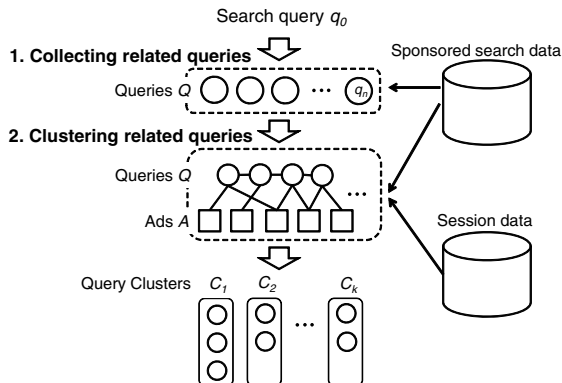 Search query q0
1. Collecting related queries
Sponsored search data
Queries Q
... qn
2. Clustering related queries
Queries Q
...
Ads A
Session data
Query Clusters C1 C2 Ck
...